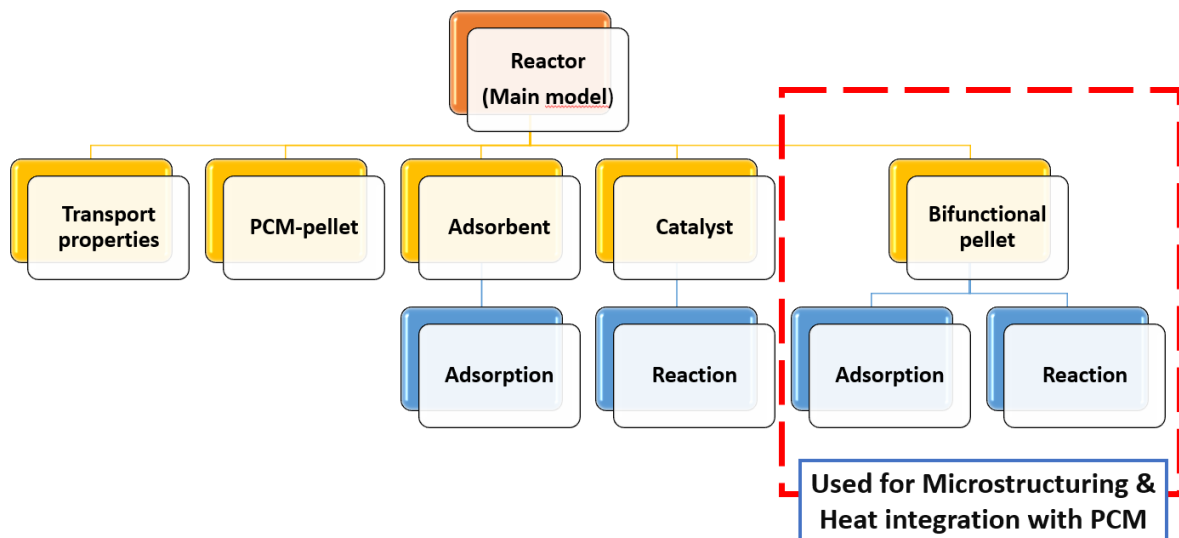 Reactor
(Main model)
Transport
properties
PCM-pellet
Adsorbent
Catalyst
Bifunctional
pellet
Adsorption
Reaction
Adsorption
Reaction
Used for Microstructuring &
Heat integration with PCM